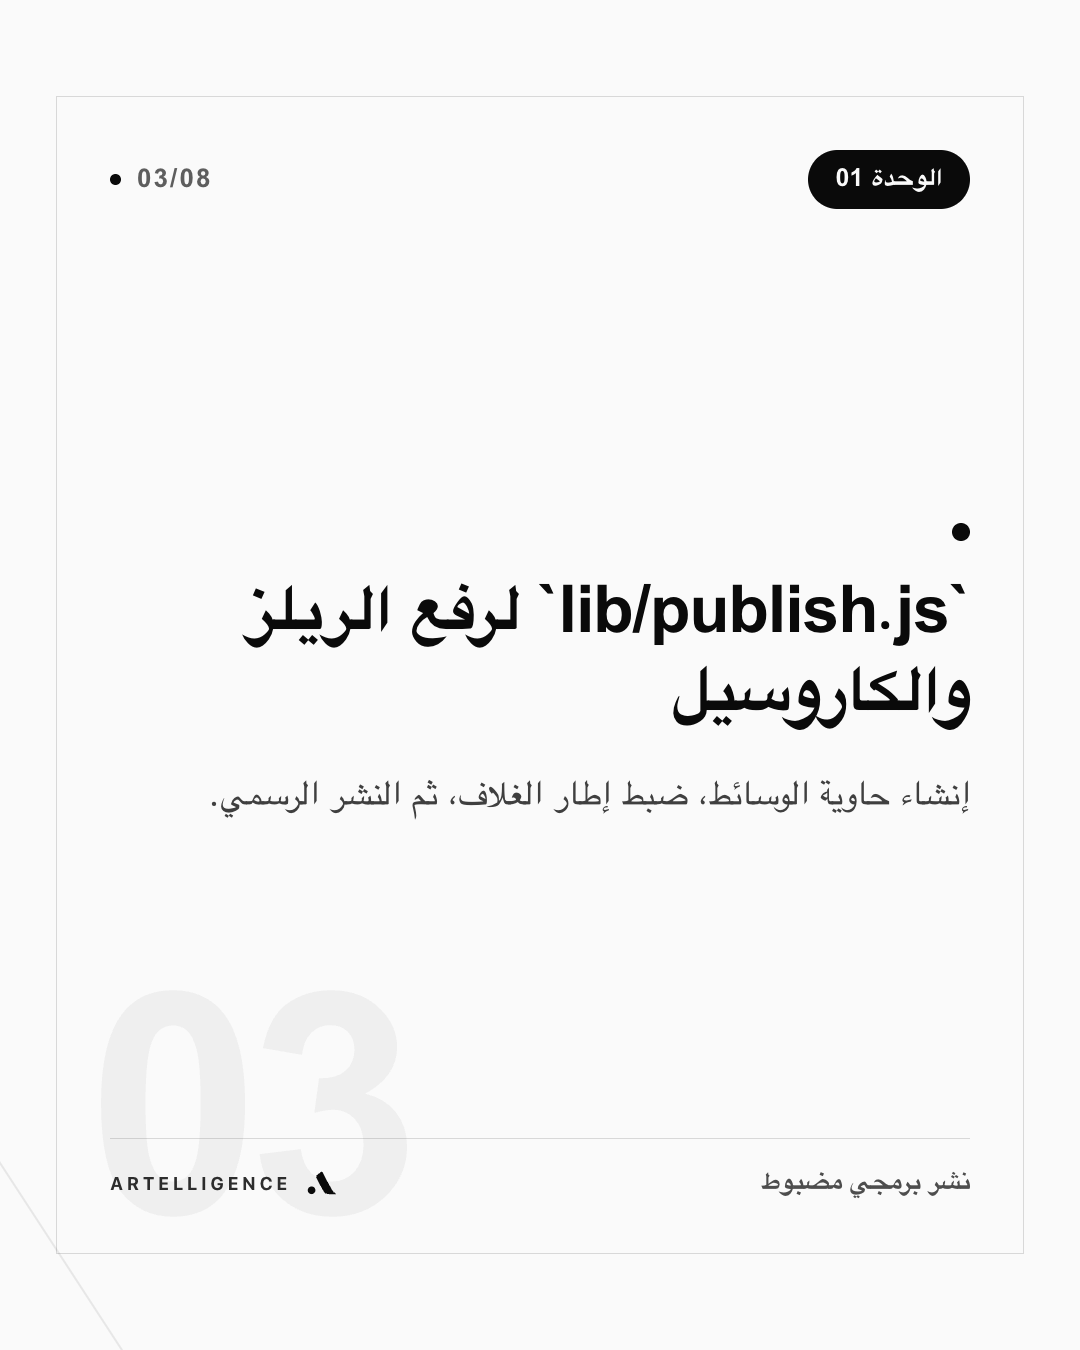 الوحدة 01
03/08
`lib/publish.js` لرفع الريلز
والكاروسيل
إنشاء حاوية الوسائط، ضبط إطار الغلاف، ثم النشر الرسمي.
03
نشر برمجي مضبوط
ARTELLIGENCE